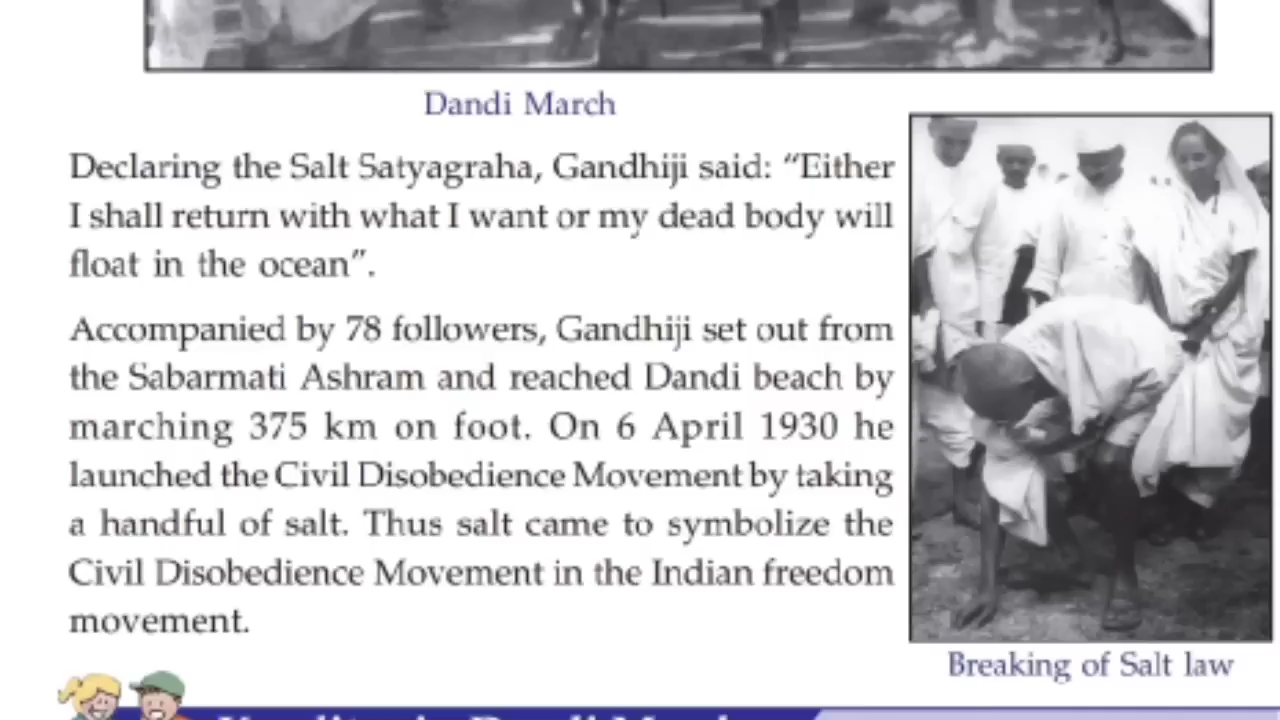 Dandi March
Declaring the Salt Satyagraha, Gandhiji said: “Either
I shall return with what I want or my dead body will
float in the ocean”.
Accompanied by 78 followers, Gandhiji set out from
the Sabarmati Ashram and reached Dandi beach by
marching 375 km on foot. On 6 April 1930 he
launched the Civil Disobedience Movement by taking
a handful of salt. Thus salt came to symbolize the
Civil Disobedience Movement in the Indian freedom
movement.
Breaking of Salt law
in Dandi March